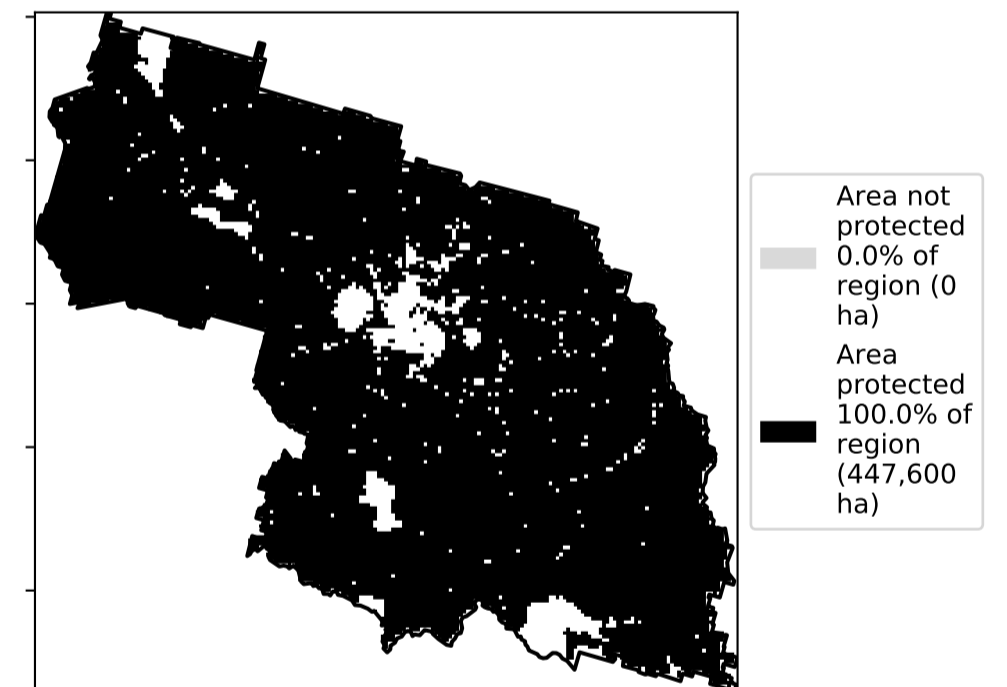 Area not
protected
0.0% of
region (0
ha)
Area
protected
100.0% of
region
(447,600
ha)